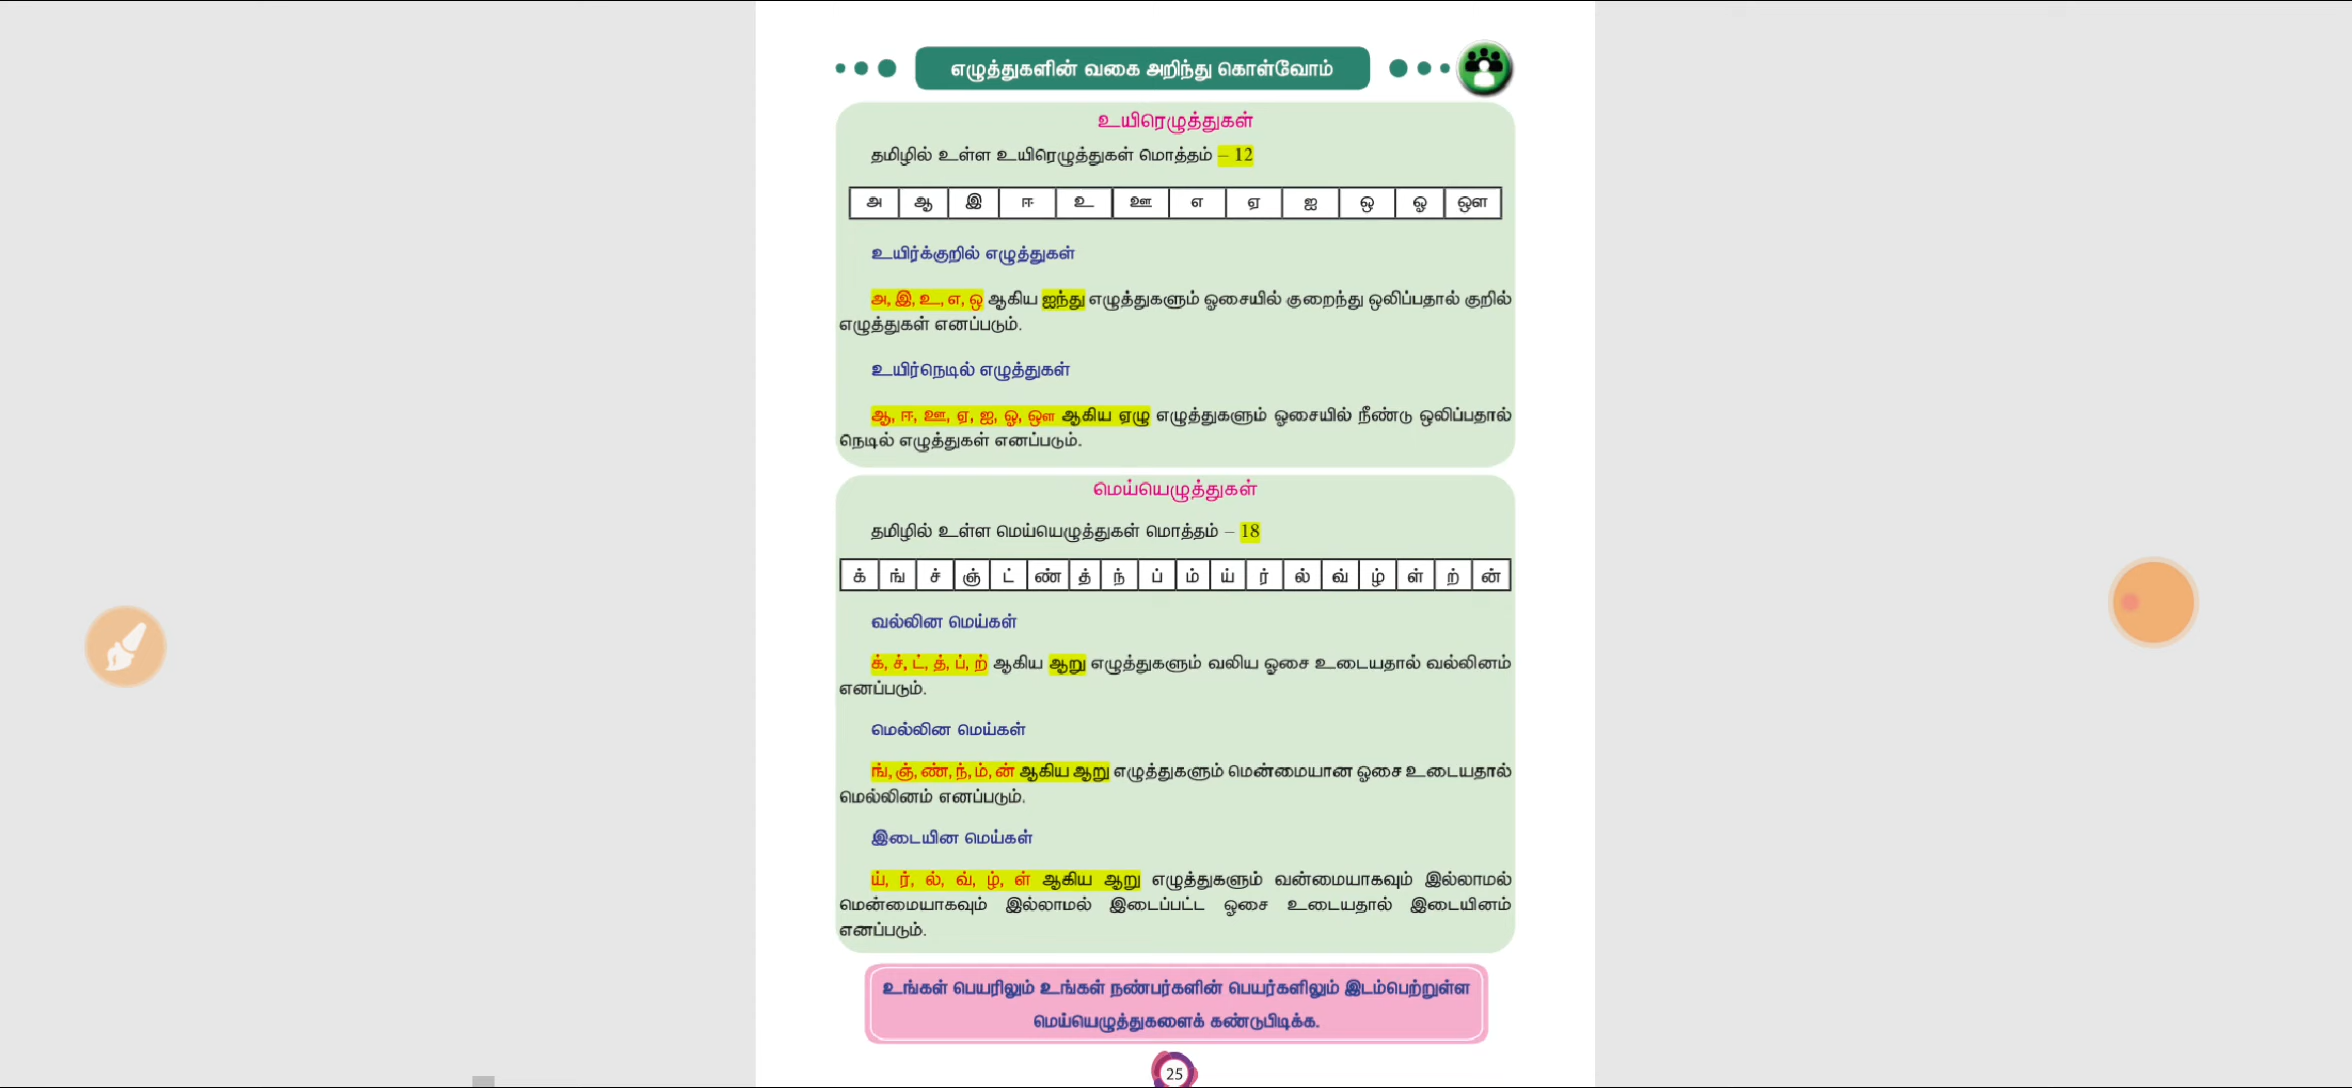 எழுத்துகளின் வகை அறிந்து கொள்வோம்
உயிரெழுத்துகள்
தமிழில் உள்ள உயிரெழுத்துகள் மொத்தம் – 12
அ ஆ இ ஈ உ ஊ எ ஏ ஐ ஒ ஓ ஔ
உயிர்க்குறில் எழுத்துகள்
அ, இ, உ, எ, ஒ ஆகிய ஐந்து எழுத்துகளும் ஓசையில் குறைந்து ஒலிப்பதால் குறில்
எழுத்துகள் எனப்படும்.
உயிர்நெடில் எழுத்துகள்
ஆ, ஈ, ஊ, ஏ, ஐ, ஓ, ஔ ஆகிய ஏழு எழுத்துகளும் ஓசையில் நீண்டு ஒலிப்பதால்
நெடில் எழுத்துகள் எனப்படும்.
மெய்யெழுத்துகள்
தமிழில் உள்ள மெய்யெழுத்துகள் மொத்தம் – 18
க் ங் ச் ஞ் ட் ண் த் ந் ப் ம் ய் ர் ல் வ் ழ் ள் ற் ன்
வல்லின மெய்கள்
க், ச், ட், த், ப், ற் ஆகிய ஆறு எழுத்துகளும் வலிய ஓசை உடையதால் வல்லினம்
எனப்படும்.
மெல்லின மெய்கள்
ங், ஞ், ண், ந், ம், ன் ஆகிய ஆறு எழுத்துகளும் மென்மையான ஓசை உடையதால்
மெல்லினம் எனப்படும்.
இடையின மெய்கள்
ய், ர், ல், வ், ழ், ள் ஆகிய ஆறு எழுத்துகளும் வன்மையாகவும் இல்லாமல்
மென்மையாகவும் இல்லாமல் இடைப்பட்ட ஓசை உடையதால் இடையினம்
எனப்படும்.
உங்கள் பெயரிலும் உங்கள் நண்பர்களின் பெயர்களிலும் இடம்பெற்றுள்ள
மெய்யெழுத்துகளைக் கண்டுபிடிக்க.
25